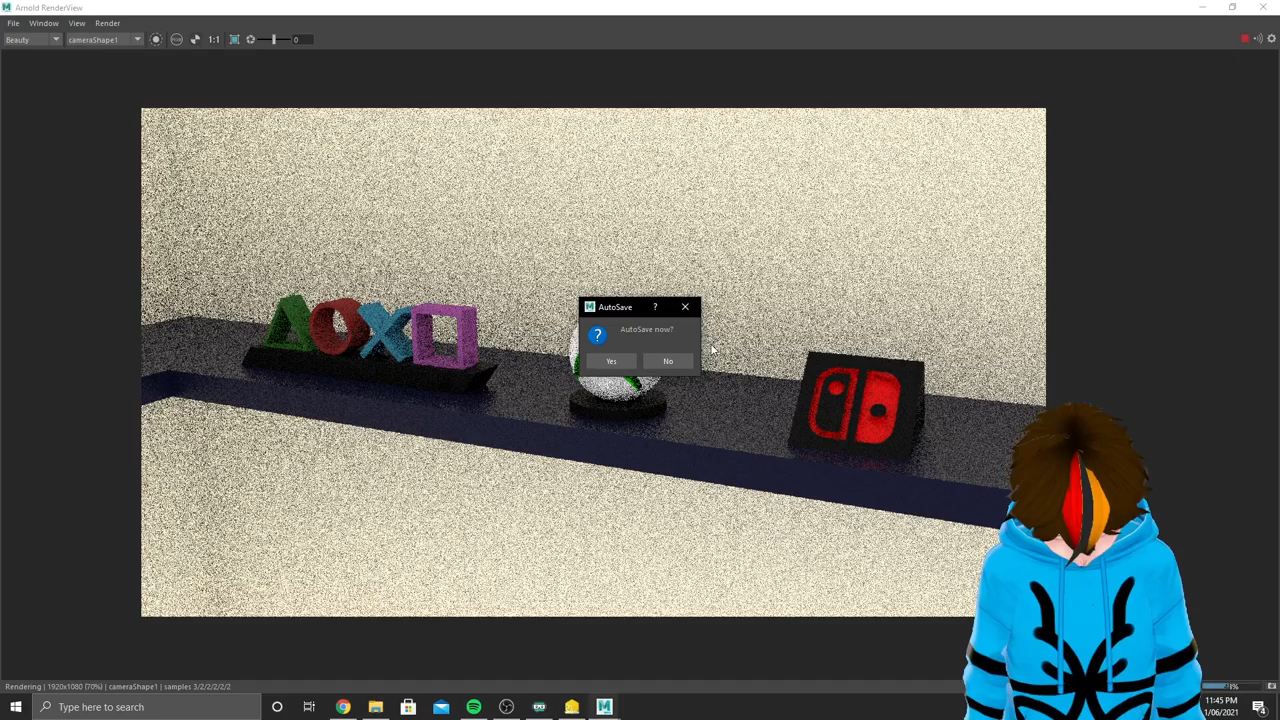 Arnold RenderView
File Window View Render
Beauty cameraShape1 1:1 0
AutoSave ?
AutoSave now?
Yes No
Rendering | 1920x1080 (70%) | cameraShape1 | samples 3/2/2/2/2/2
Type here to search
11:45 PM
1/06/2021
4